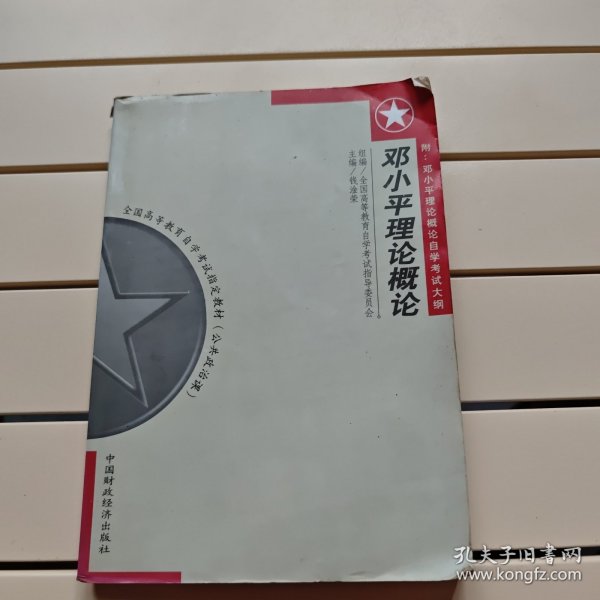 附：邓小平理论概论自学考试大纲
邓小平理论概论
组编／全国高等教育自学考试指导委员会
主编／钱淦荣
全国高等教育自学考试指定教材（公共政治课）
中国财政经济出版社
孔夫子旧书网
www.kongfz.com